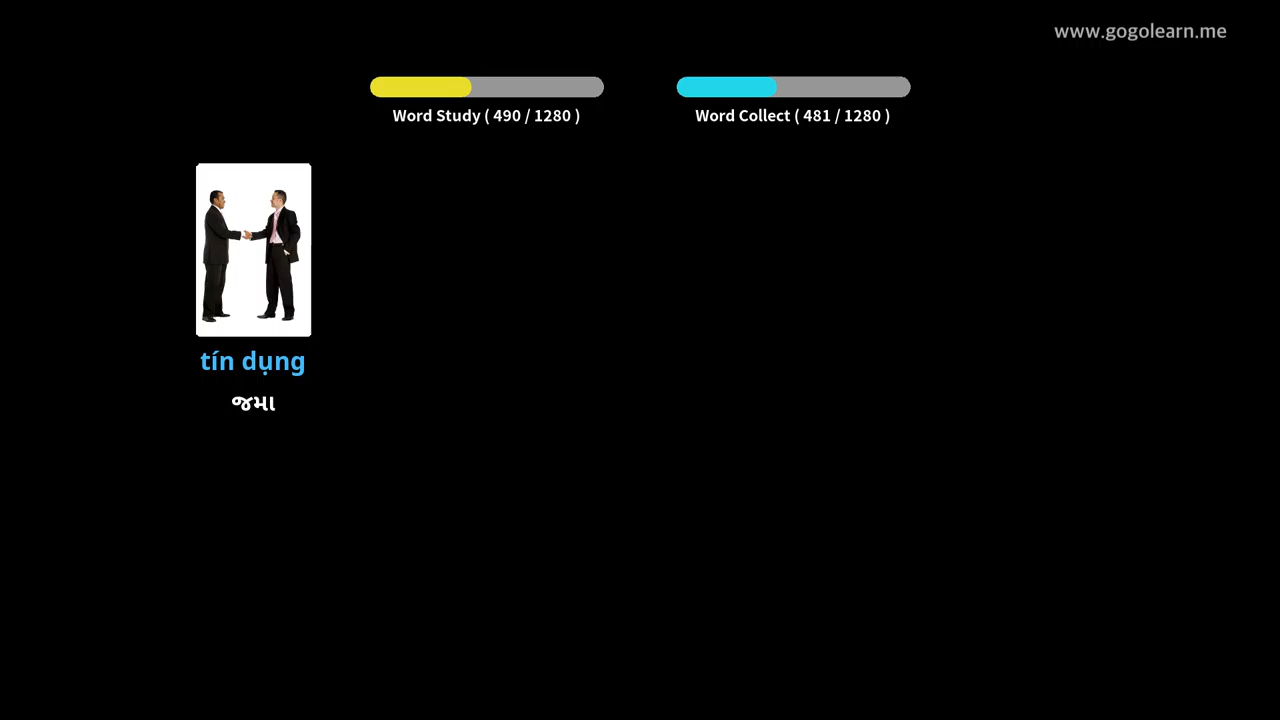 www.gogolearn.me
Word Study ( 490 / 1280 )
Word Collect ( 481 / 1280 )
tín dụng
જમા